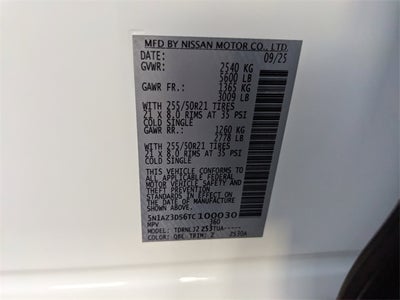 MFD BY NISSAN MOTOR CO., LTD.
DATE: 09/25
GVWR: 2540 KG
5600 LB
GAWR FR.: 1365 KG
3009 LB
WITH 255/50R21 TIRES
21 x 8.0 RIMS AT 35 PSI
COLD SINGLE
GAWR RR.: 1260 KG
2778 LB
WITH 255/50R21 TIRES
21 x 8.0 RIMS AT 35 PSI
COLD SINGLE
THIS VEHICLE CONFORMS TO
ALL APPLICABLE FEDERAL
MOTOR VEHICLE SAFETY,
BUMPER AND THEFT PREVENTION
STANDARDS IN EFFECT ON
THE DATE OF MANUFACTURE
SHOWN ABOVE.
5N1AZ3DS6TC100030
MPV 360
MODEL:
COLOR: QBE TRIM: Z